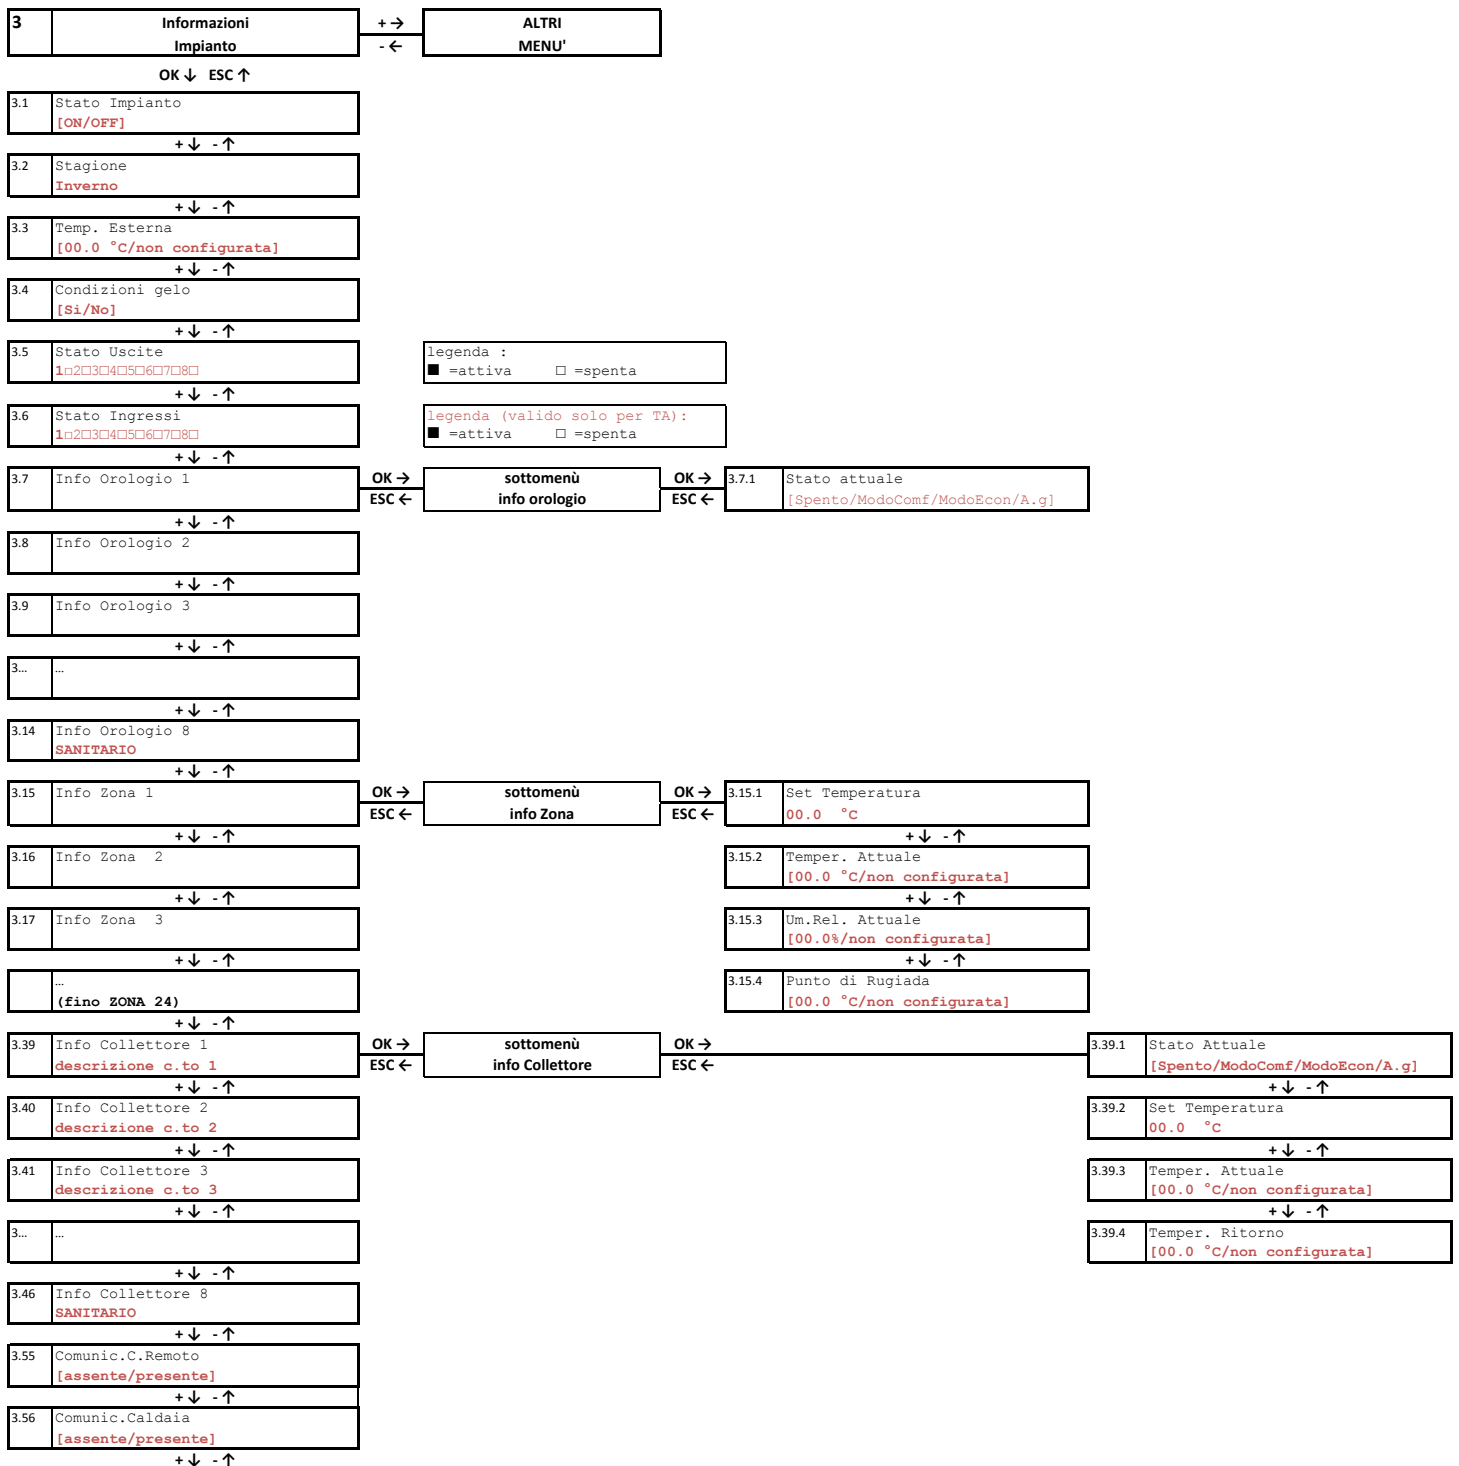 3 Informazioni + → ALTRI
Impianto - ← MENU'
OK ↓ ESC ↑
3.1 Stato Impianto
[ON/OFF]
+ ↓ - ↑
3.2 Stagione
Inverno
+ ↓ - ↑
3.3 Temp. Esterna
[00.0 °C/non configurata]
+ ↓ - ↑
3.4 Condizioni gelo
[Si/No]
+ ↓ - ↑
3.5 Stato Uscite legenda :
1□2□3□4□5□6□7□8□ ■ =attiva □ =spenta
+ ↓ - ↑
3.6 Stato Ingressi legenda (valido solo per TA):
1□2□3□4□5□6□7□8□ ■ =attiva □ =spenta
+ ↓ - ↑
3.7 Info Orologio 1 OK → sottomenù OK → 3.7.1 Stato attuale
ESC ← info orologio ESC ← [Spento/ModoComf/ModoEcon/A.g]
+ ↓ - ↑
3.8 Info Orologio 2
+ ↓ - ↑
3.9 Info Orologio 3
+ ↓ - ↑
3... ...
+ ↓ - ↑
3.14 Info Orologio 8
SANITARIO
+ ↓ - ↑
3.15 Info Zona 1 OK → sottomenù OK → 3.15.1 Set Temperatura
ESC ← info Zona ESC ← 00.0 °C
+ ↓ - ↑ + ↓ - ↑
3.16 Info Zona 2 3.15.2 Temper. Attuale
[00.0 °C/non configurata]
+ ↓ - ↑ + ↓ - ↑
3.17 Info Zona 3 3.15.3 Um.Rel. Attuale
[00.0%/non configurata]
+ ↓ - ↑ + ↓ - ↑
... 3.15.4 Punto di Rugiada
(fino ZONA 24) [00.0 °C/non configurata]
+ ↓ - ↑
3.39 Info Collettore 1 OK → sottomenù OK → 3.39.1 Stato Attuale
descrizione c.to 1 ESC ← info Collettore ESC ← [Spento/ModoComf/ModoEcon/A.g]
+ ↓ - ↑ + ↓ - ↑
3.40 Info Collettore 2 3.39.2 Set Temperatura
descrizione c.to 2 00.0 °C
+ ↓ - ↑ + ↓ - ↑
3.41 Info Collettore 3 3.39.3 Temper. Attuale
descrizione c.to 3 [00.0 °C/non configurata]
+ ↓ - ↑ + ↓ - ↑
3... ... 3.39.4 Temper. Ritorno
[00.0 °C/non configurata]
+ ↓ - ↑
3.46 Info Collettore 8
SANITARIO
+ ↓ - ↑
3.55 Comunic.C.Remoto
[assente/presente]
+ ↓ - ↑
3.56 Comunic.Caldaia
[assente/presente]
+ ↓ - ↑